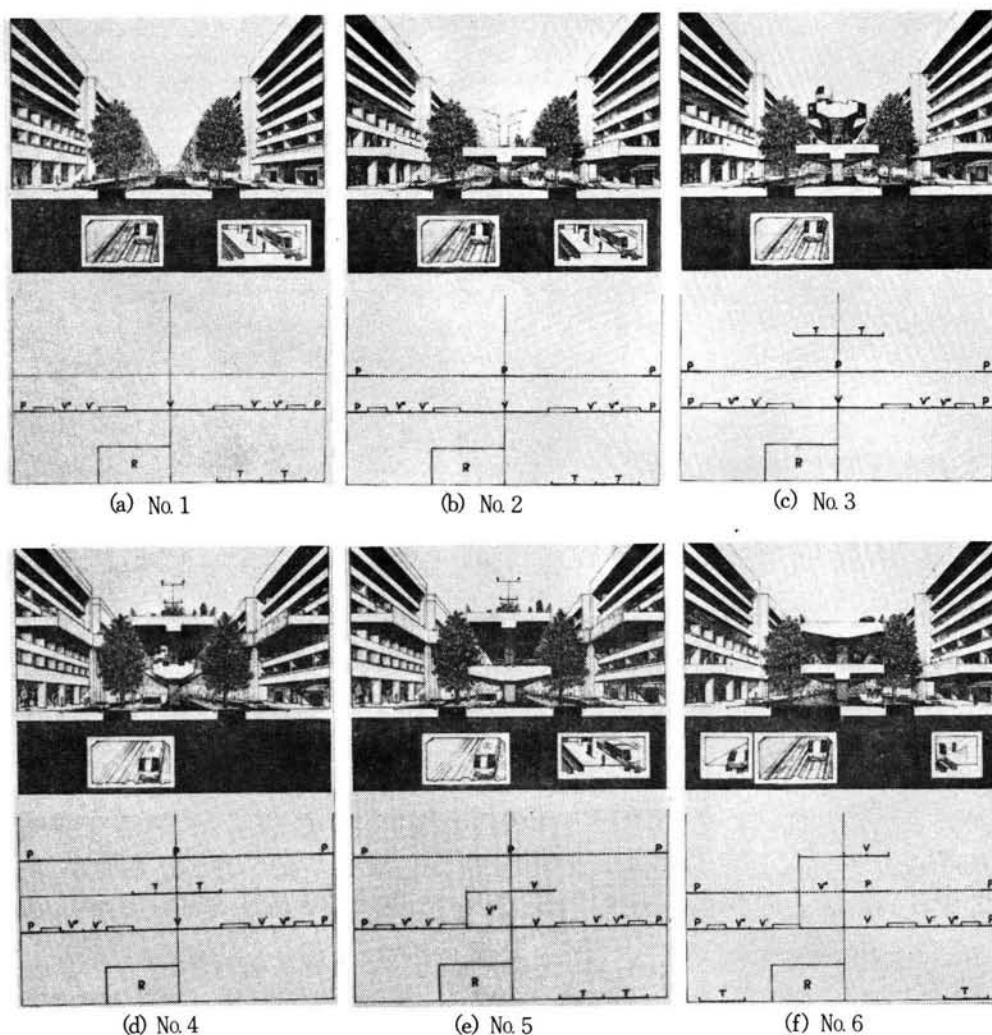 P V" V' V V' V" P
R
T T
(a) No. 1
P P P
P V" V' V V' V" P
R
T T
(b) No. 2
T T
P P P
P V" V' V V' V" P
R
(c) No. 3
P P P
T T
P V" V' V V' V" P
R
(d) No. 4
P P P
V
P V" V' V" V V' V" P
R
T T
(e) No. 5
V
P V" P P
P V" V' V V' V" P
R
T T
(f) No. 6